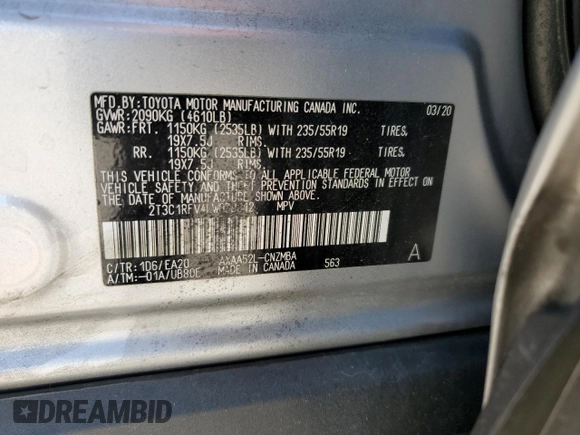 MFD.BY:TOYOTA MOTOR MANUFACTURING CANADA INC. 03/20
GVWR:2090KG (4610LB)
GAWR:FRT. 1150KG (2535LB) WITH 235/55R19 TIRES,
19X7.5J RIMS.
RR. 1150KG (2535LB) WITH 235/55R19 TIRES,
19X7.5J RIMS.
THIS VEHICLE CONFORMS TO ALL APPLICABLE FEDERAL MOTOR
VEHICLE SAFETY AND THEFT PREVENTION STANDARDS IN EFFECT ON
THE DATE OF MANUFACTURE SHOWN ABOVE.
MPV
C/TR:1D6/EA20 AXAA52L-CNZMBA
A/TM:-01A/UB80E MADE IN CANADA 563 A
DREAMBID